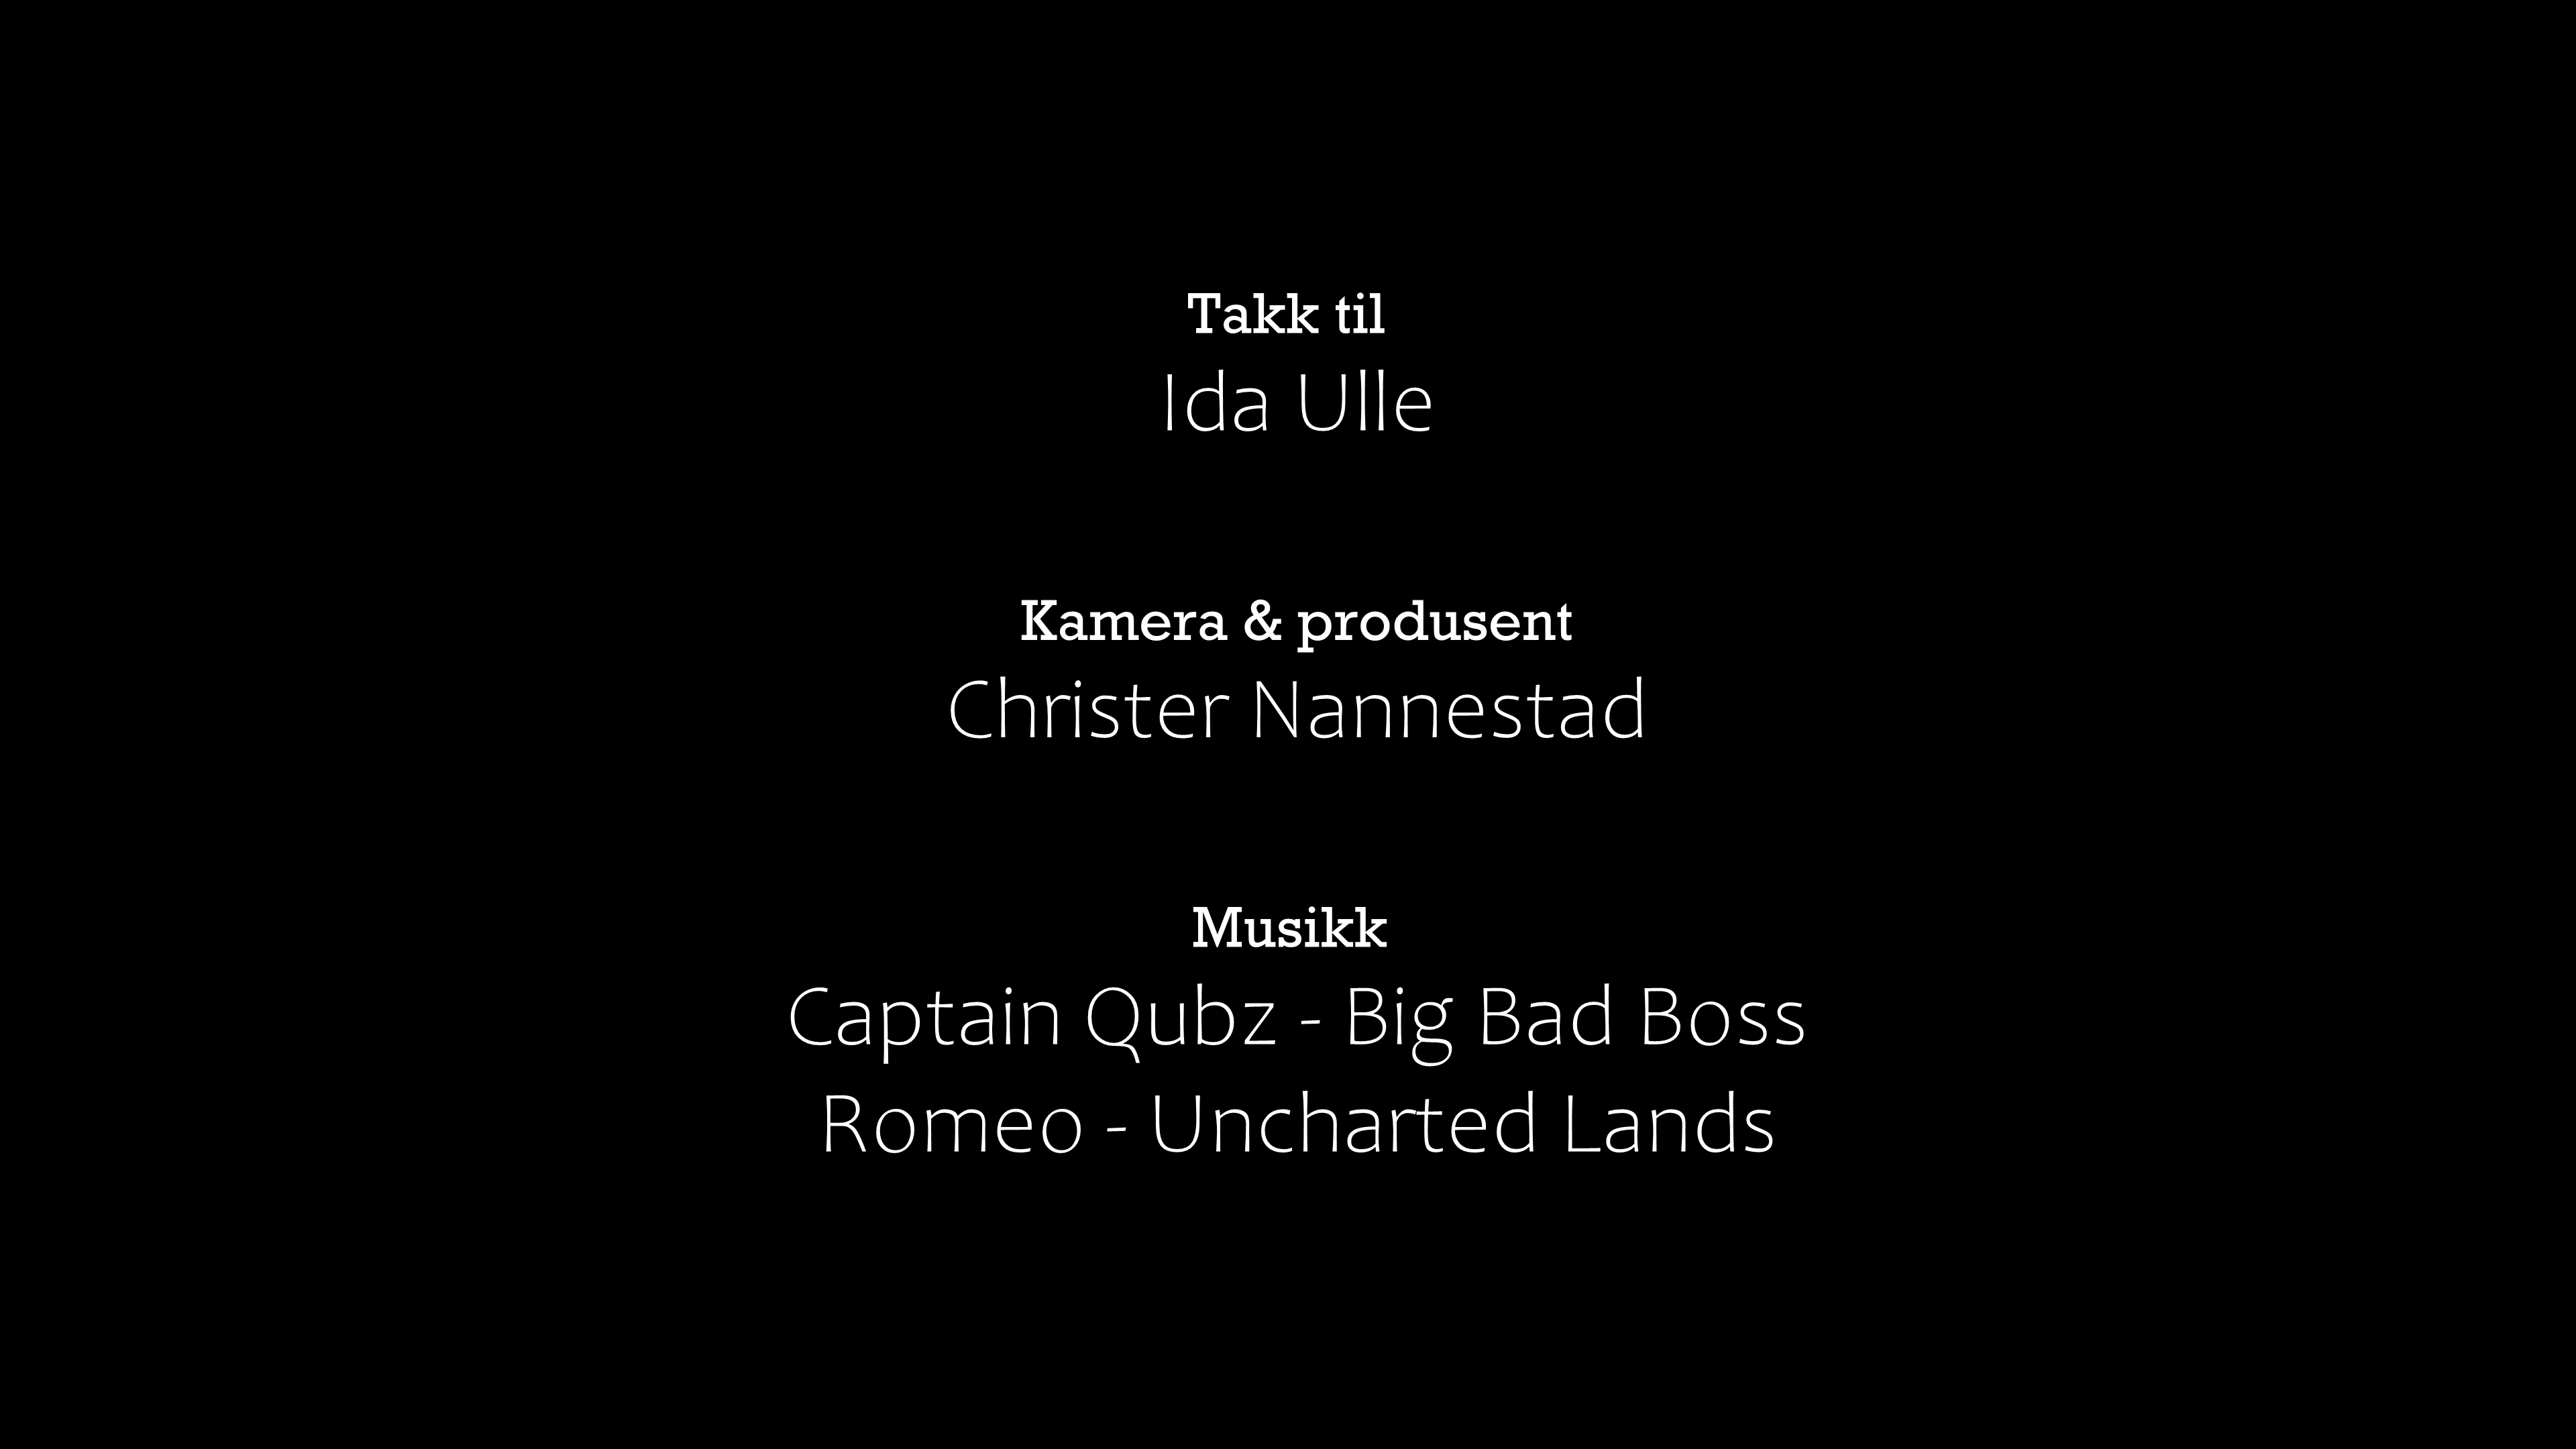 Takk til
Ida Ulle
Kamera & produsent
Christer Nannestad
Musikk
Captain Qubz - Big Bad Boss
Romeo - Uncharted Lands